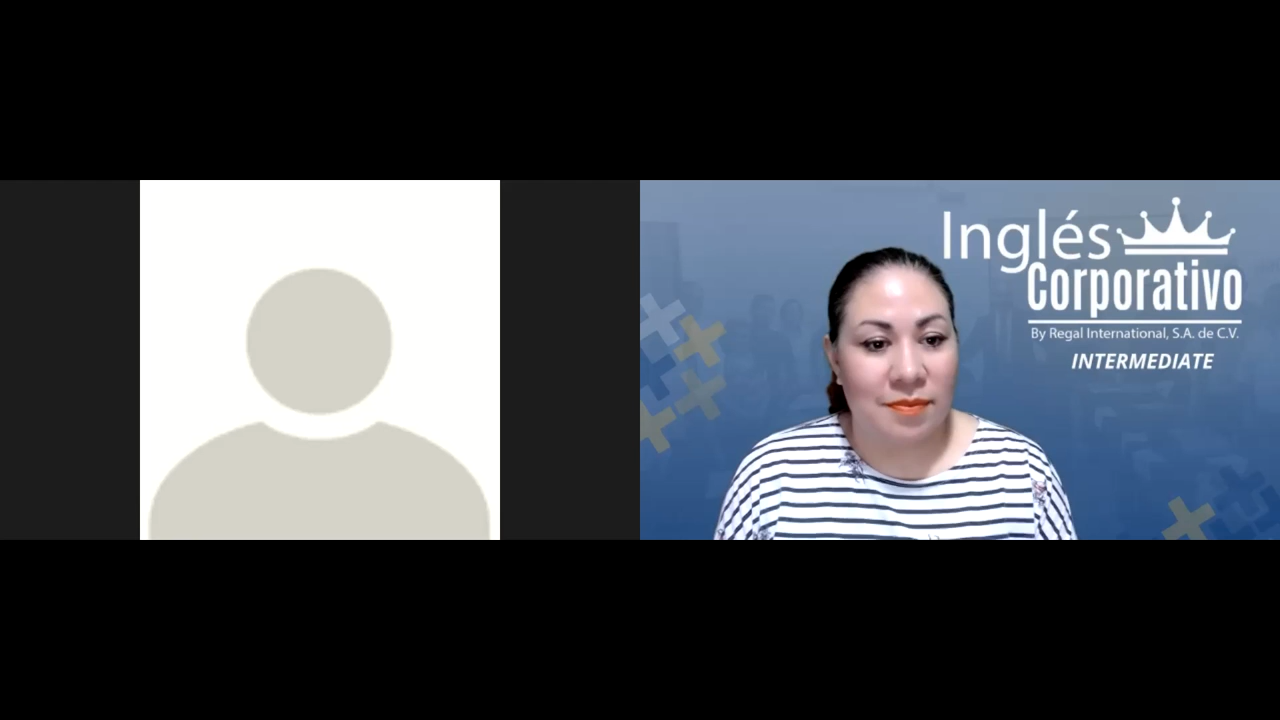 Inglés
Corporativo
By Regal International, S.A. de C.V.
INTERMEDIATE